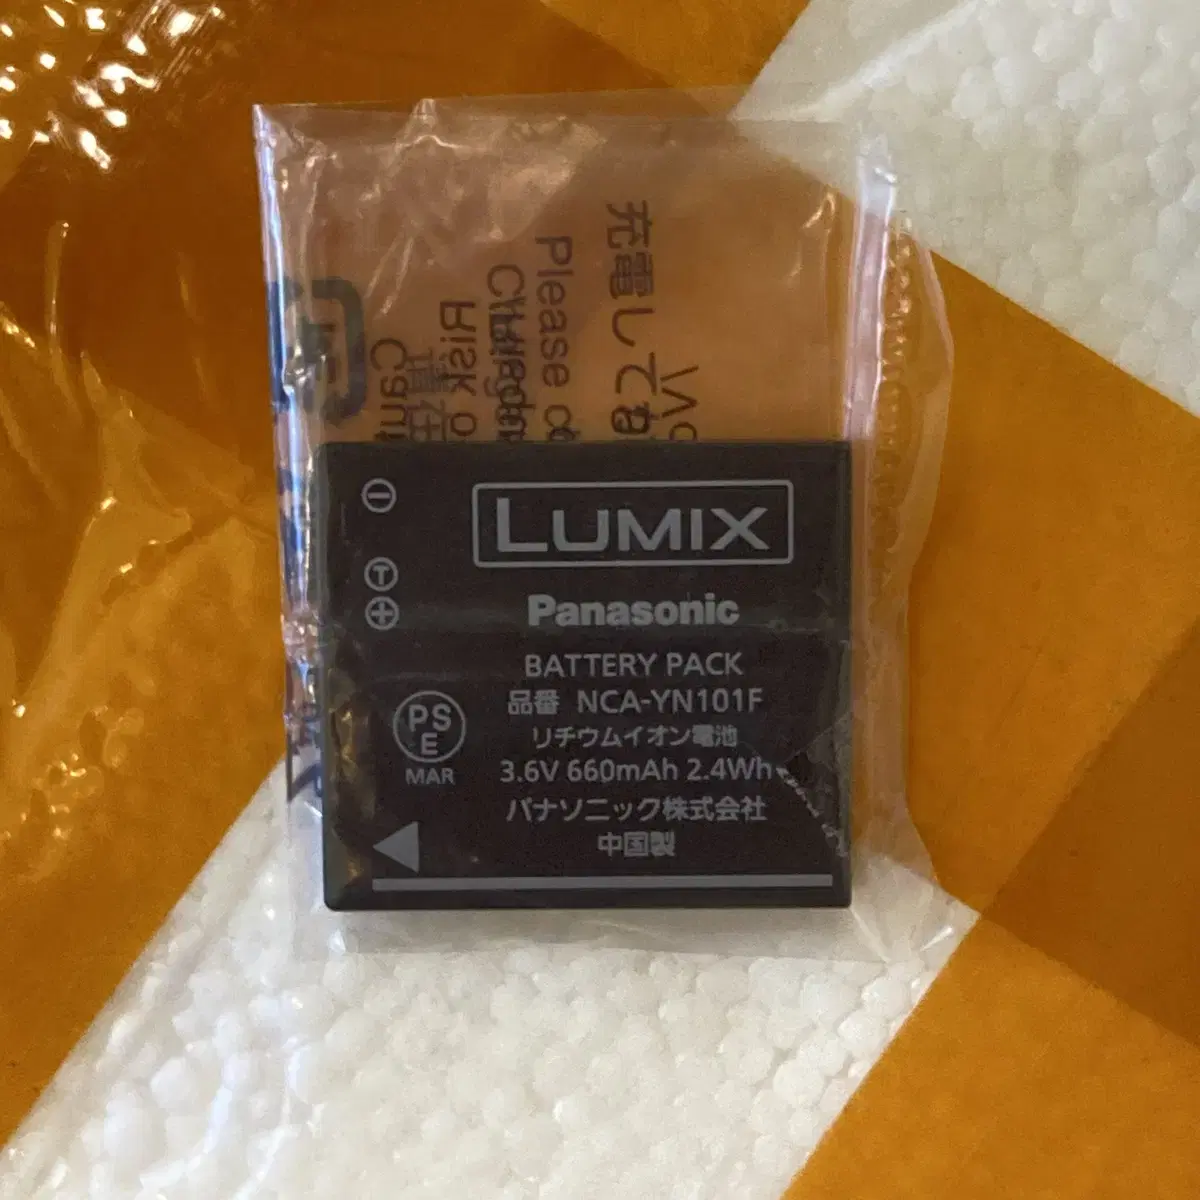 充電してお
Please c
Risk o
Cau
LUMIX
Panasonic
BATTERY PACK
品番 NCA-YN101F
リチウムイオン電池
3.6V 660mAh 2.4Wh
パナソニック株式会社
中国製
T
PS
E
MAR